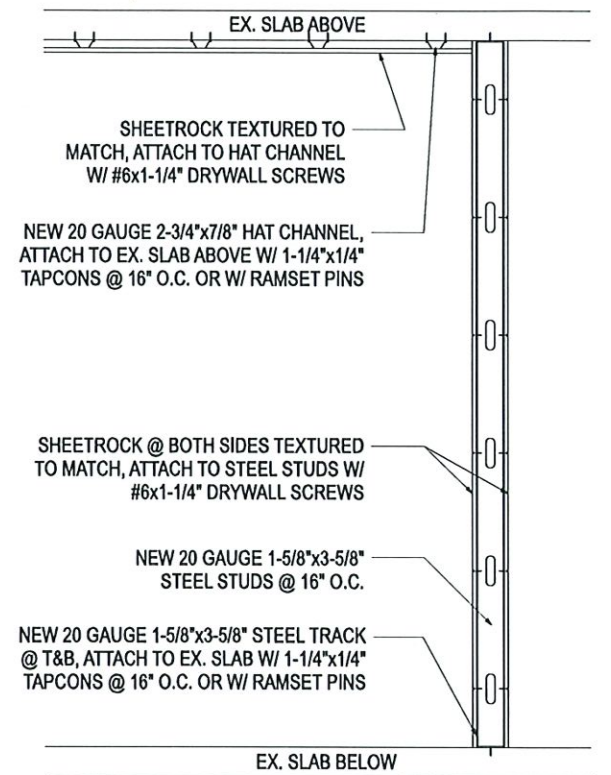 EX. SLAB ABOVE
SHEETROCK TEXTURED TO
MATCH, ATTACH TO HAT CHANNEL
W/ #6x1-1/4" DRYWALL SCREWS
NEW 20 GAUGE 2-3/4"x7/8" HAT CHANNEL,
ATTACH TO EX. SLAB ABOVE W/ 1-1/4"x1/4"
TAPCONS @ 16" O.C. OR W/ RAMSET PINS
SHEETROCK @ BOTH SIDES TEXTURED
TO MATCH, ATTACH TO STEEL STUDS W/
#6x1-1/4" DRYWALL SCREWS
NEW 20 GAUGE 1-5/8"x3-5/8"
STEEL STUDS @ 16" O.C.
NEW 20 GAUGE 1-5/8"x3-5/8" STEEL TRACK
@ T&B, ATTACH TO EX. SLAB W/ 1-1/4"x1/4"
TAPCONS @ 16" O.C. OR W/ RAMSET PINS
EX. SLAB BELOW